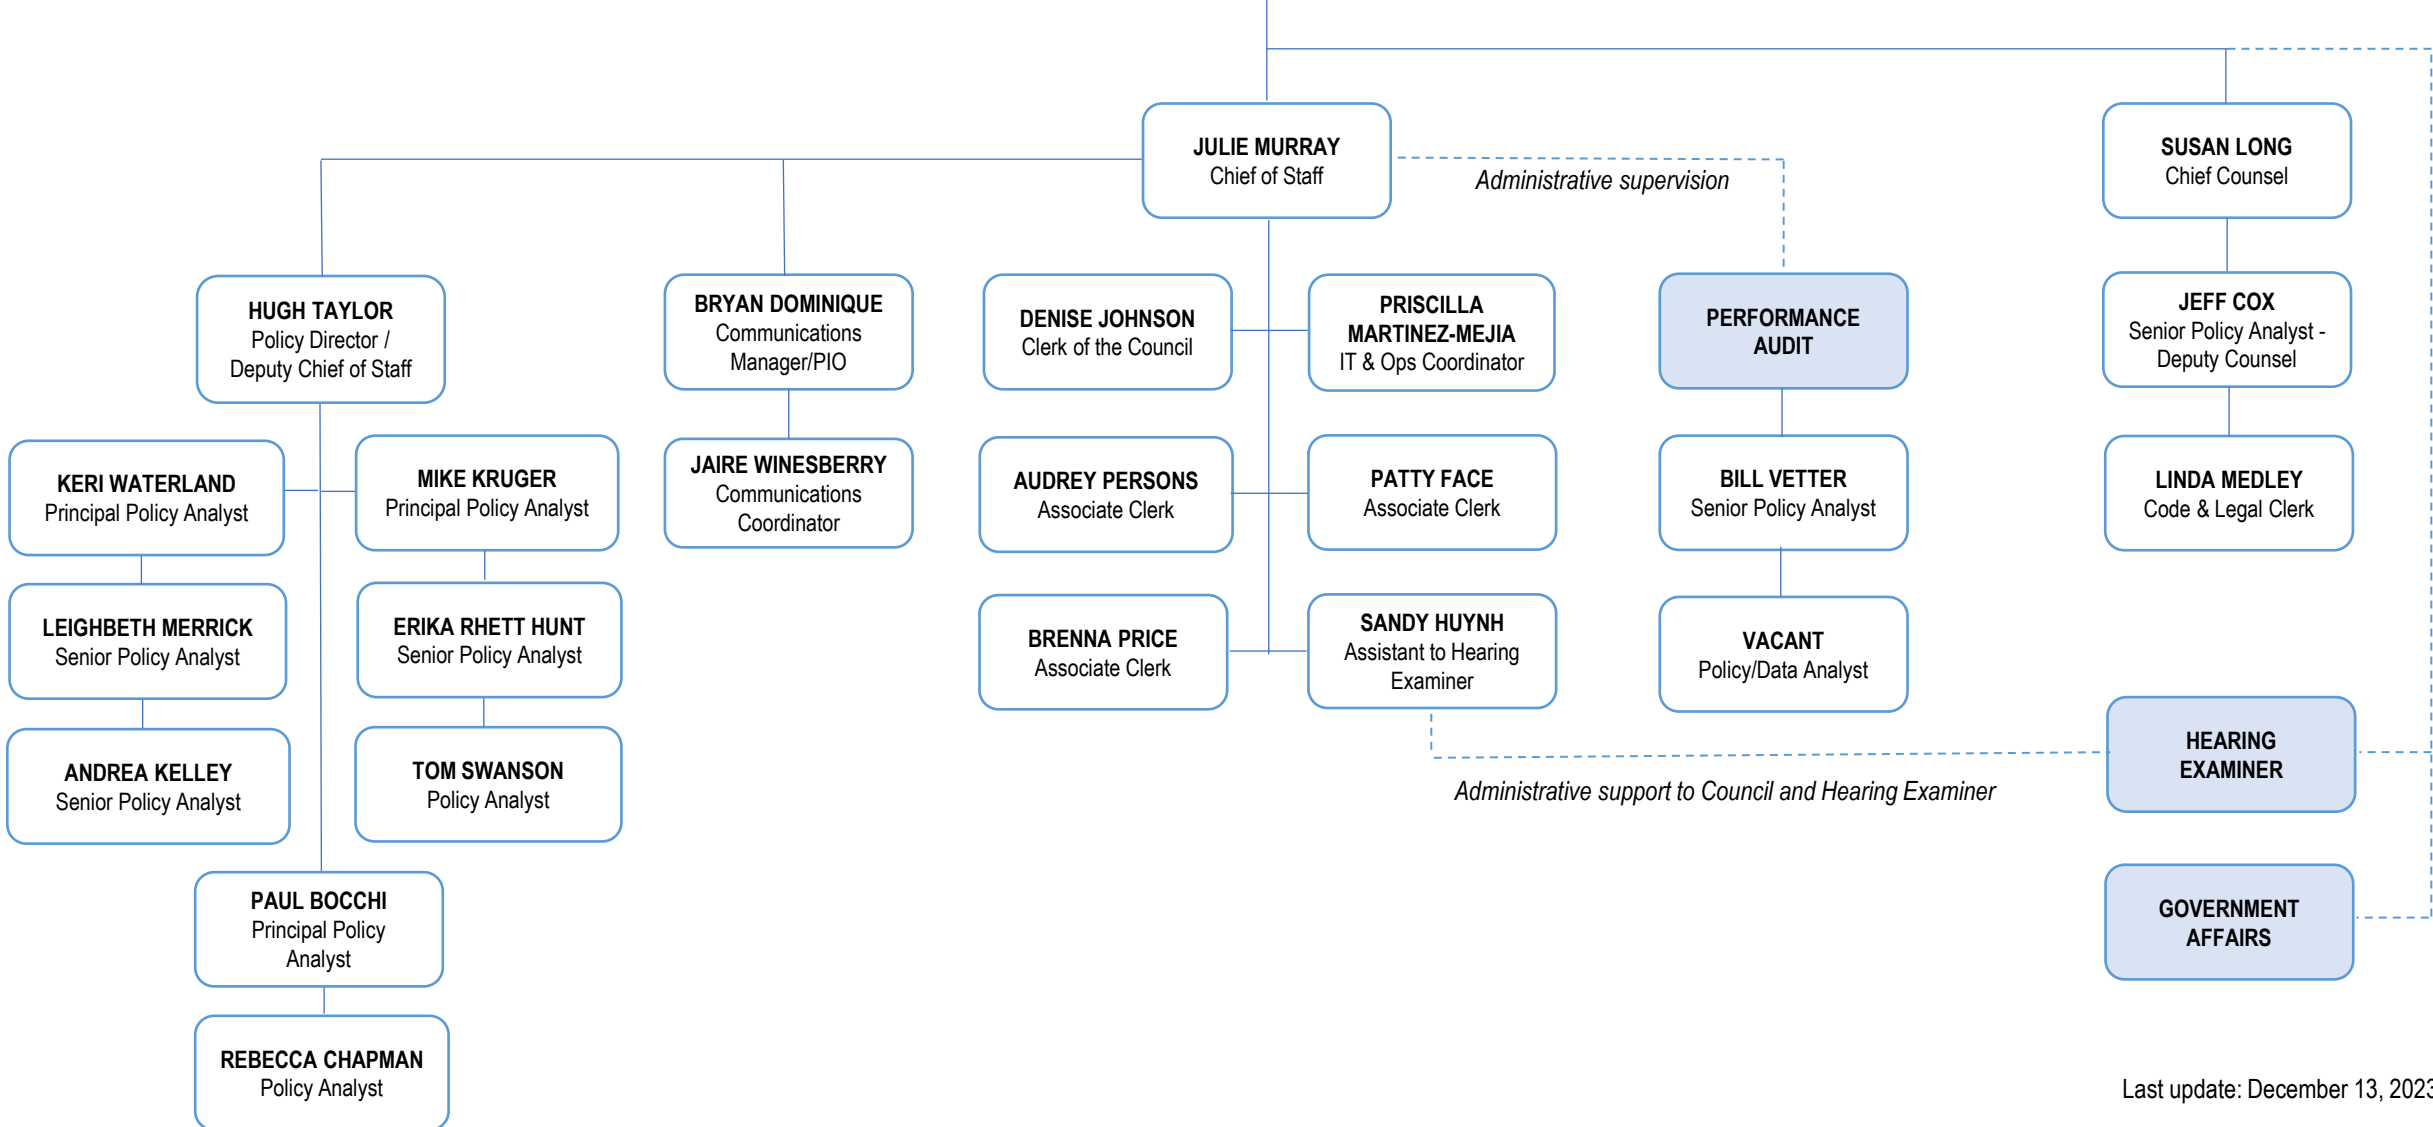 JULIE MURRAY
Chief of Staff
Administrative supervision
SUSAN LONG
Chief Counsel
HUGH TAYLOR
Policy Director /
Deputy Chief of Staff
BRYAN DOMINIQUE
Communications
Manager/PIO
DENISE JOHNSON
Clerk of the Council
PRISCILLA
MARTINEZ-MEJIA
IT & Ops Coordinator
PERFORMANCE
AUDIT
JEFF COX
Senior Policy Analyst -
Deputy Counsel
KERI WATERLAND
Principal Policy Analyst
MIKE KRUGER
Principal Policy Analyst
JAIRE WINESBERRY
Communications
Coordinator
AUDREY PERSONS
Associate Clerk
PATTY FACE
Associate Clerk
BILL VETTER
Senior Policy Analyst
LINDA MEDLEY
Code & Legal Clerk
LEIGHBETH MERRICK
Senior Policy Analyst
ERIKA RHETT HUNT
Senior Policy Analyst
BRENNA PRICE
Associate Clerk
SANDY HUYNH
Assistant to Hearing
Examiner
VACANT
Policy/Data Analyst
ANDREA KELLEY
Senior Policy Analyst
TOM SWANSON
Policy Analyst
HEARING
EXAMINER
Administrative support to Council and Hearing Examiner
PAUL BOCCHI
Principal Policy
Analyst
GOVERNMENT
AFFAIRS
REBECCA CHAPMAN
Policy Analyst
Last update: December 13, 2023